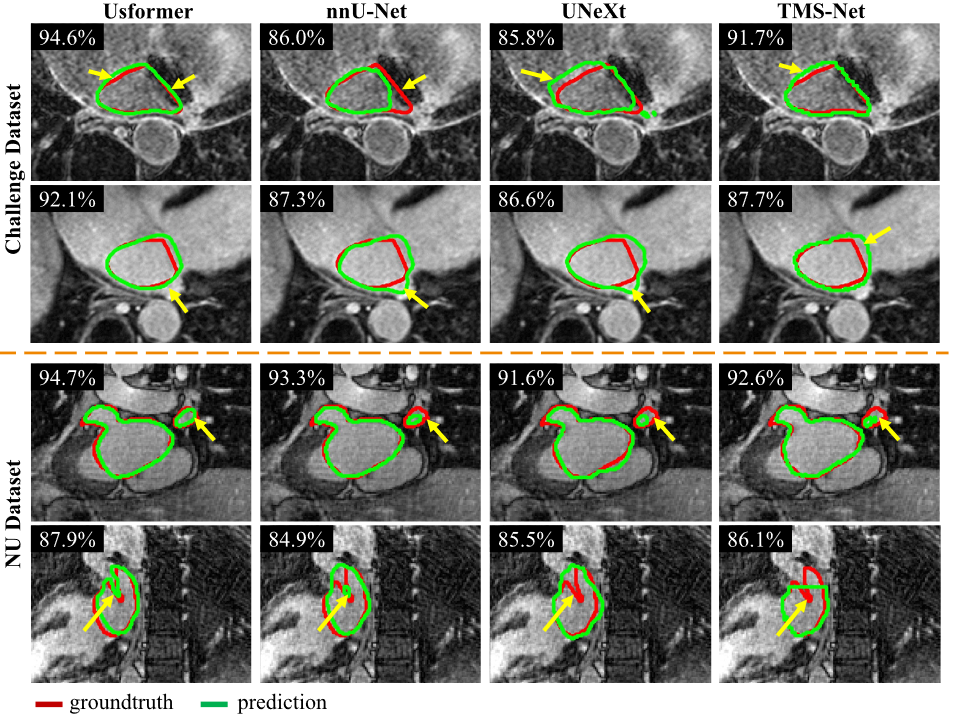 Usformer nnU-Net UNeXt TMS-Net
Challenge Dataset
94.6% 86.0% 85.8% 91.7%
92.1% 87.3% 86.6% 87.7%
NU Dataset
94.7% 93.3% 91.6% 92.6%
87.9% 84.9% 85.5% 86.1%
groundtruth prediction